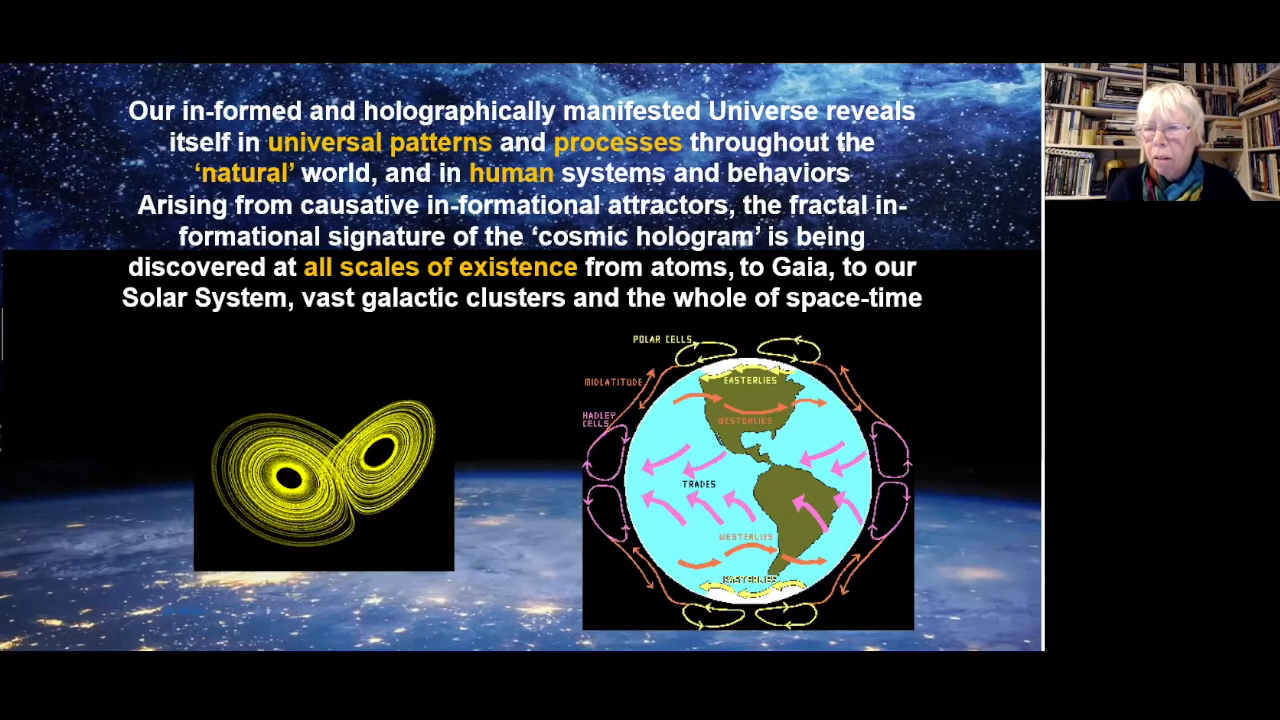 Our in-formed and holographically manifested Universe reveals
itself in universal patterns and processes throughout the
‘natural’ world, and in human systems and behaviors
Arising from causative in-formational attractors, the fractal in-
formational signature of the ‘cosmic hologram’ is being
discovered at all scales of existence from atoms, to Gaia, to our
Solar System, vast galactic clusters and the whole of space-time
POLAR CELLS
EASTERLIES
MIDLATITUDE
HADLEY
CELLS
WESTERLIES
TRADES
WESTERLIES
EASTERLIES